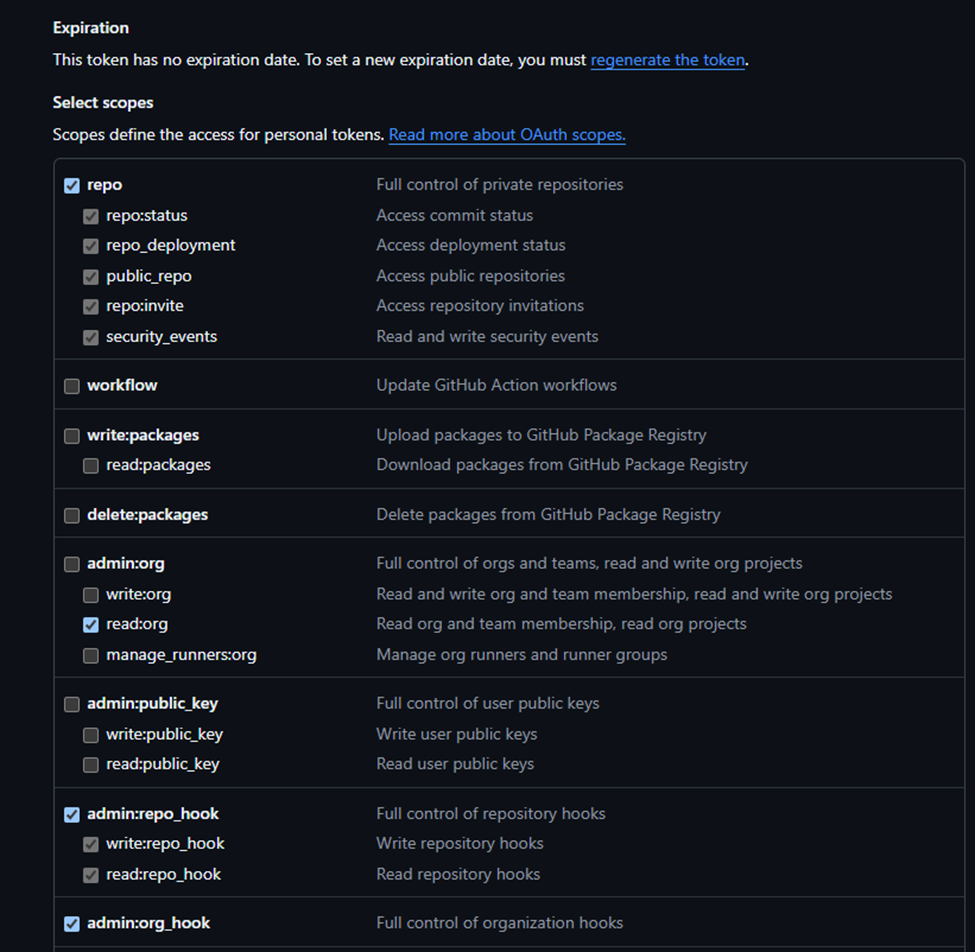 Expiration
This token has no expiration date. To set a new expiration date, you must regenerate the token.
Select scopes
Scopes define the access for personal tokens. Read more about OAuth scopes.
repo Full control of private repositories
repo:status Access commit status
repo_deployment Access deployment status
public_repo Access public repositories
repo:invite Access repository invitations
security_events Read and write security events
workflow Update GitHub Action workflows
write:packages Upload packages to GitHub Package Registry
read:packages Download packages from GitHub Package Registry
delete:packages Delete packages from GitHub Package Registry
admin:org Full control of orgs and teams, read and write org projects
write:org Read and write org and team membership, read and write org projects
read:org Read org and team membership, read org projects
manage_runners:org Manage org runners and runner groups
admin:public_key Full control of user public keys
write:public_key Write user public keys
read:public_key Read user public keys
admin:repo_hook Full control of repository hooks
write:repo_hook Write repository hooks
read:repo_hook Read repository hooks
admin:org_hook Full control of organization hooks